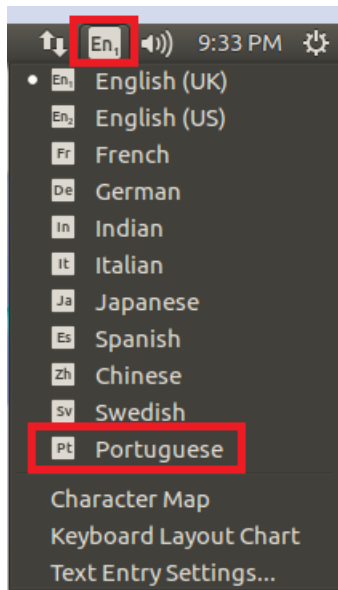 En₁ 9:33 PM
En₁ English (UK)
En₂ English (US)
Fr French
De German
In Indian
It Italian
Ja Japanese
Es Spanish
Zh Chinese
Sv Swedish
Pt Portuguese
Character Map
Keyboard Layout Chart
Text Entry Settings...